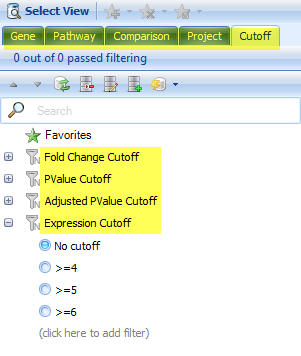 Select View
Gene Pathway Comparison Project Cutoff
0 out of 0 passed filtering
Search
Favorites
Fold Change Cutoff
PValue Cutoff
Adjusted PValue Cutoff
Expression Cutoff
No cutoff
>=4
>=5
>=6
(click here to add filter)